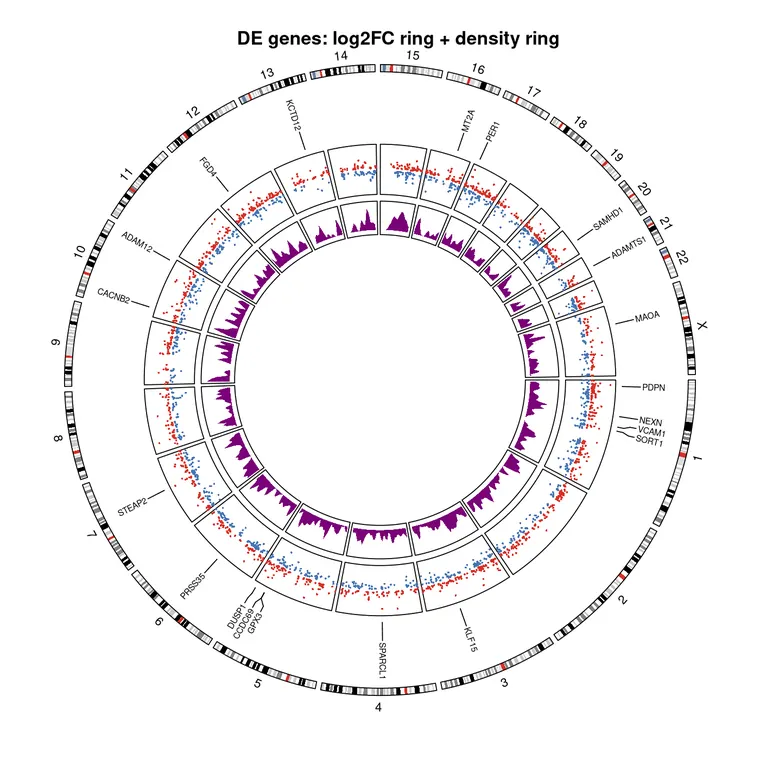 DE genes: log2FC ring + density ring
1
2
3
4
5
6
7
8
9
10
11
12
13
14
15
16
17
18
19
20
21
22
X
PDPN
NEXN
VCAM1
SORT1
KLF15
SPARCL1
GPX3
CCDC69
DUSP1
PRSS35
STEAP2
CACNB2
ADAM12
FGD4
KCTD12
MT2A
PER1
SAMHD1
ADAMTS1
MAOA